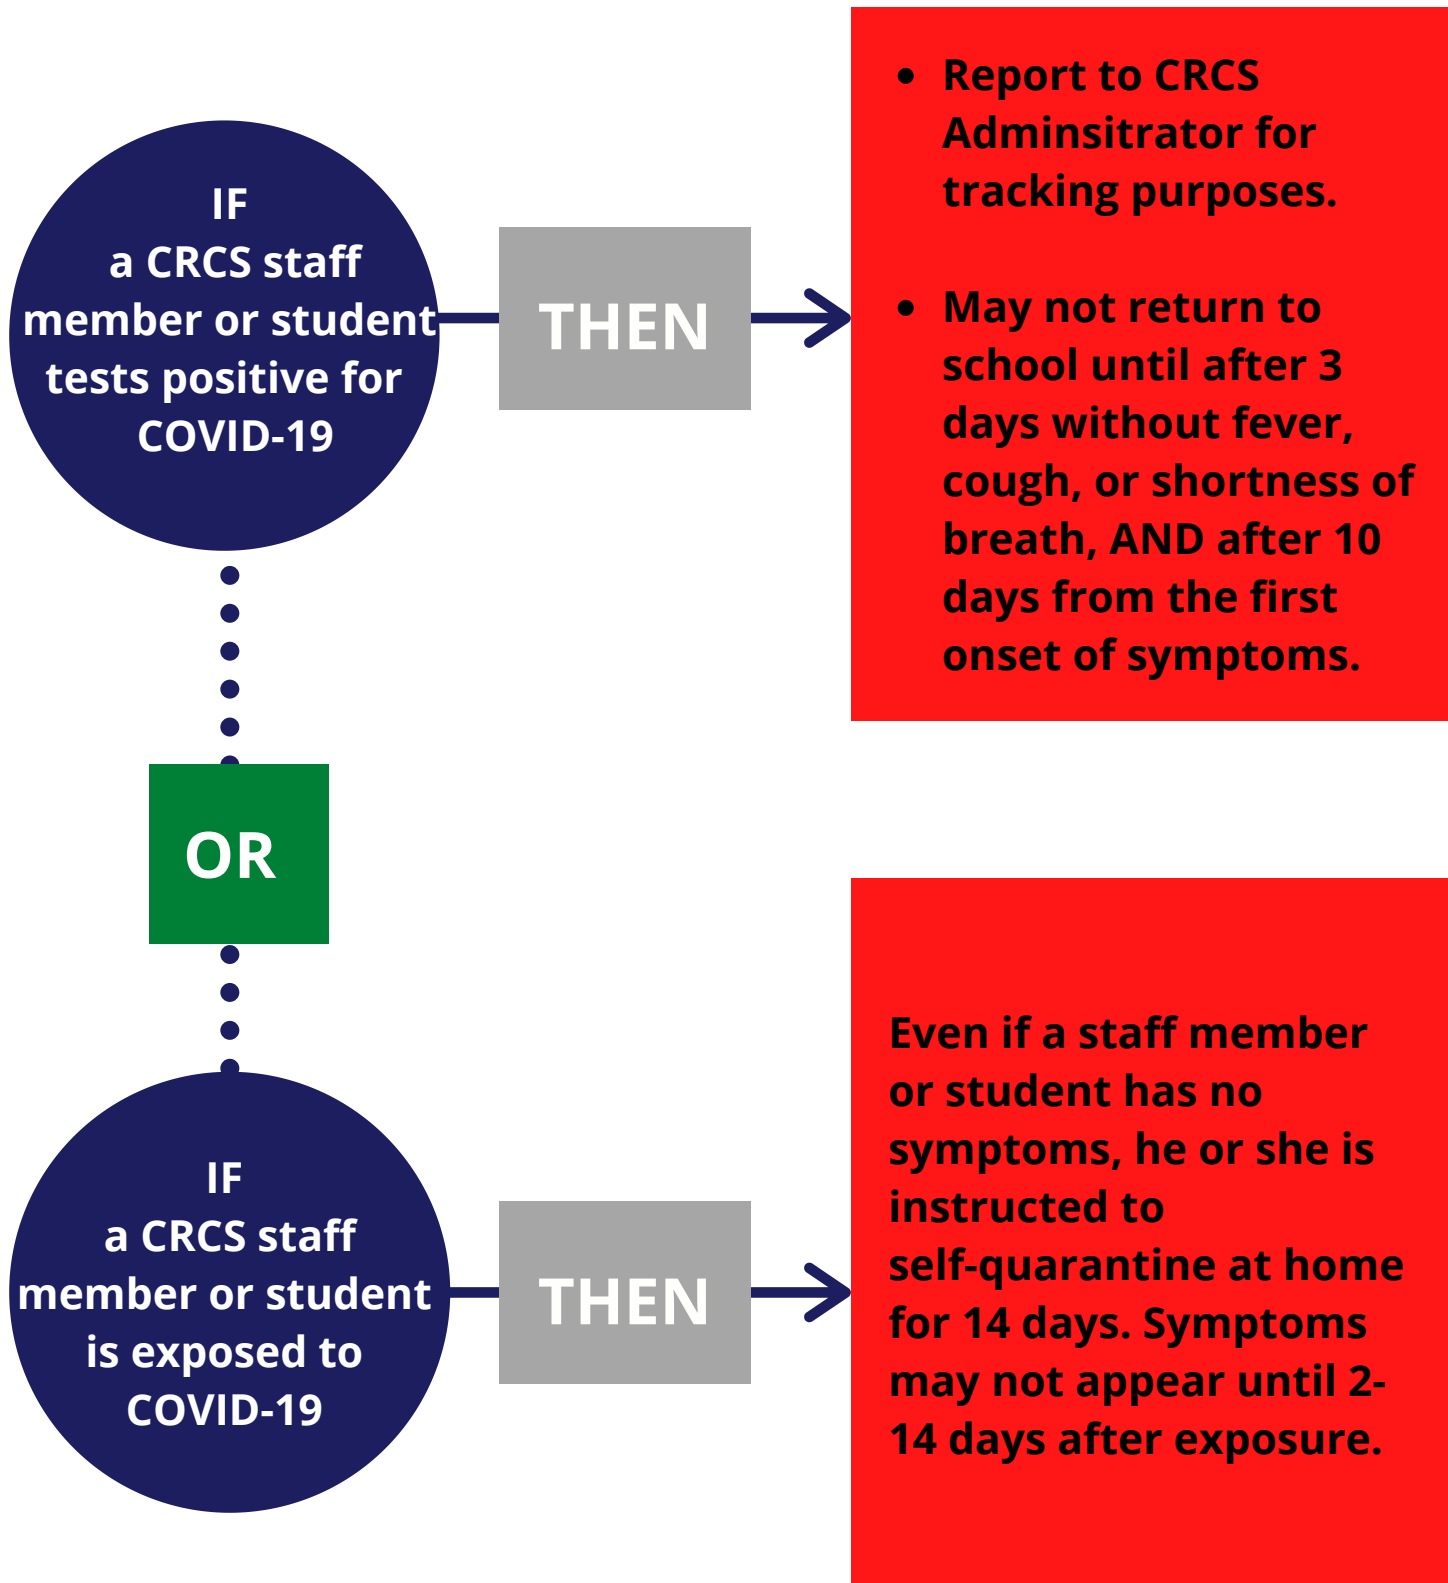 IF
a CRCS staff
member or student
tests positive for
COVID-19
THEN
• Report to CRCS
Adminsitrator for
tracking purposes.
• May not return to
school until after 3
days without fever,
cough, or shortness of
breath, AND after 10
days from the first
onset of symptoms.
OR
IF
a CRCS staff
member or student
is exposed to
COVID-19
THEN
Even if a staff member
or student has no
symptoms, he or she is
instructed to
self-quarantine at home
for 14 days. Symptoms
may not appear until 2-
14 days after exposure.